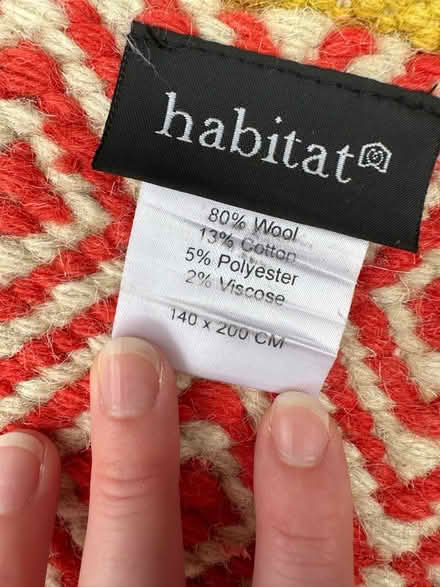 habitat
80% Wool
13% Cotton
5% Polyester
2% Viscose
140 x 200 CM